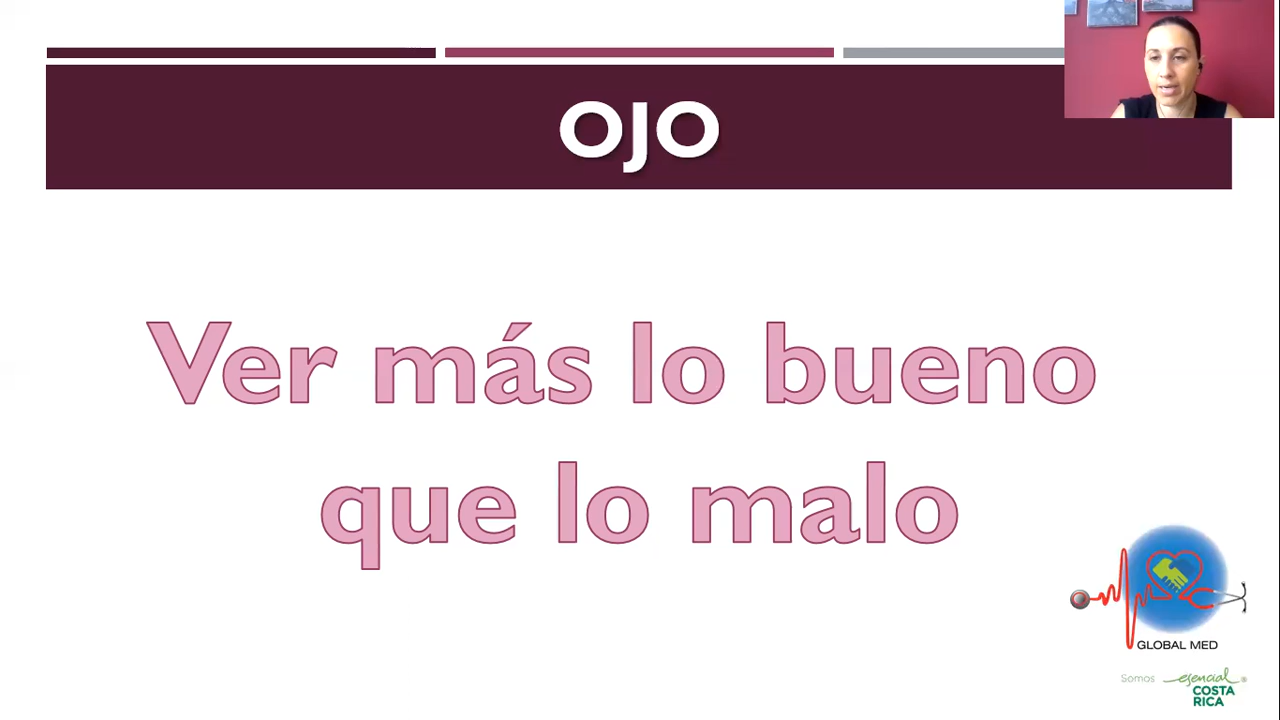 OJO
Ver más lo bueno
que lo malo
GLOBAL MED
Somos esencial
COSTA
RICA